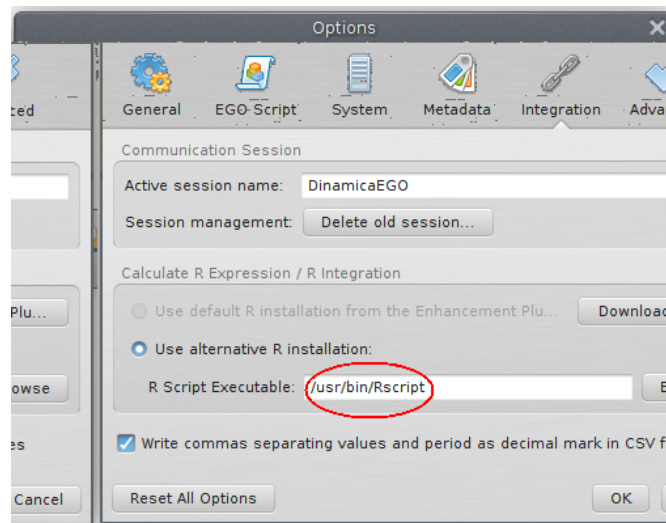 Options
General EGO Script System Metadata Integration Adva
ced
Communication Session
Active session name: DinamicaEGO
Session management: Delete old session...
Calculate R Expression / R Integration
Plu... Use default R installation from the Enhancement Plu... Download
Use alternative R installation:
owse R Script Executable: /usr/bin/Rscript
es Write commas separating values and period as decimal mark in CSV f
Cancel Reset All Options OK